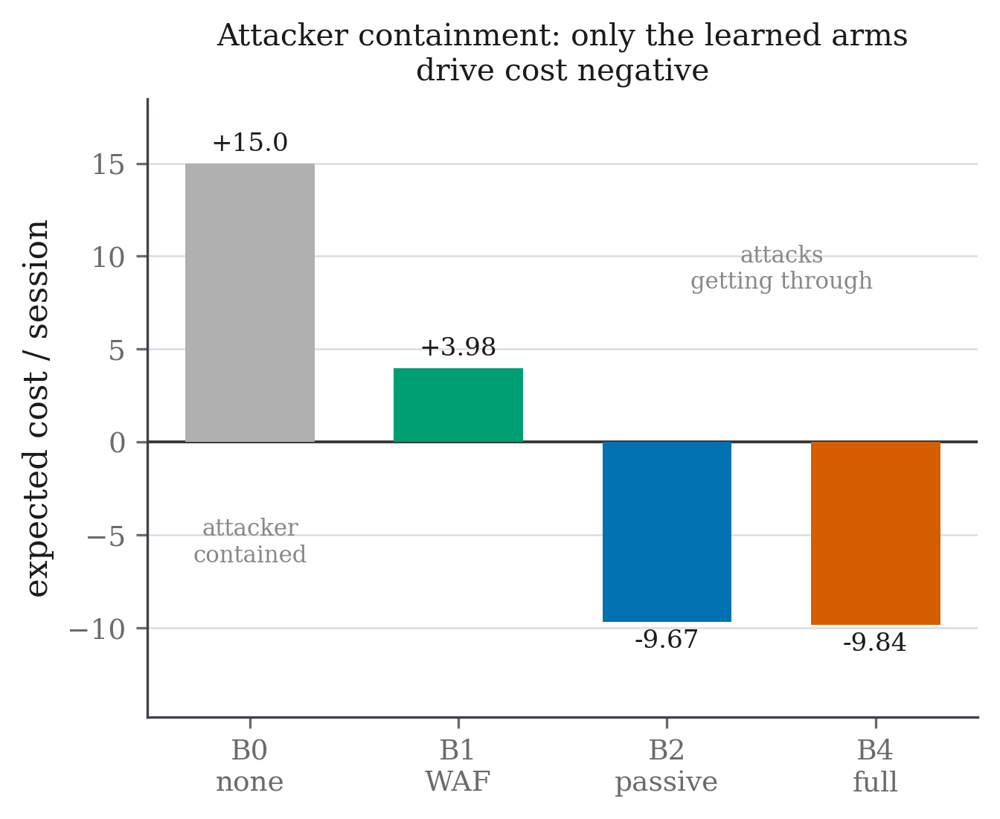 Attacker containment: only the learned arms
drive cost negative
expected cost / session
15
10
5
0
−5
−10
+15.0
+3.98
-9.67
-9.84
attacks
getting through
attacker
contained
B0
none
B1
WAF
B2
passive
B4
full